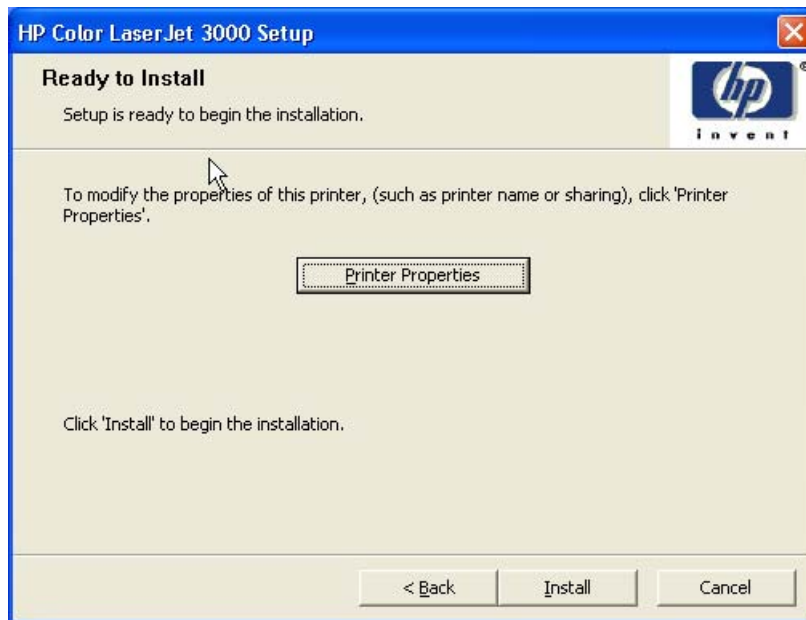 HP Color LaserJet 3000 Setup
Ready to Install
Setup is ready to begin the installation.
hp
®
invent
To modify the properties of this printer, (such as printer name or sharing), click 'Printer
Properties'.
Printer Properties
Click 'Install' to begin the installation.
< Back Install Cancel